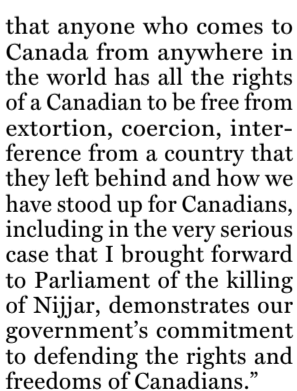 that anyone who comes to
Canada from anywhere in
the world has all the rights
of a Canadian to be free from
extortion, coercion, inter-
ference from a country that
they left behind and how we
have stood up for Canadians,
including in the very serious
case that I brought forward
to Parliament of the killing
of Nijjar, demonstrates our
government’s commitment
to defending the rights and
freedoms of Canadians.”